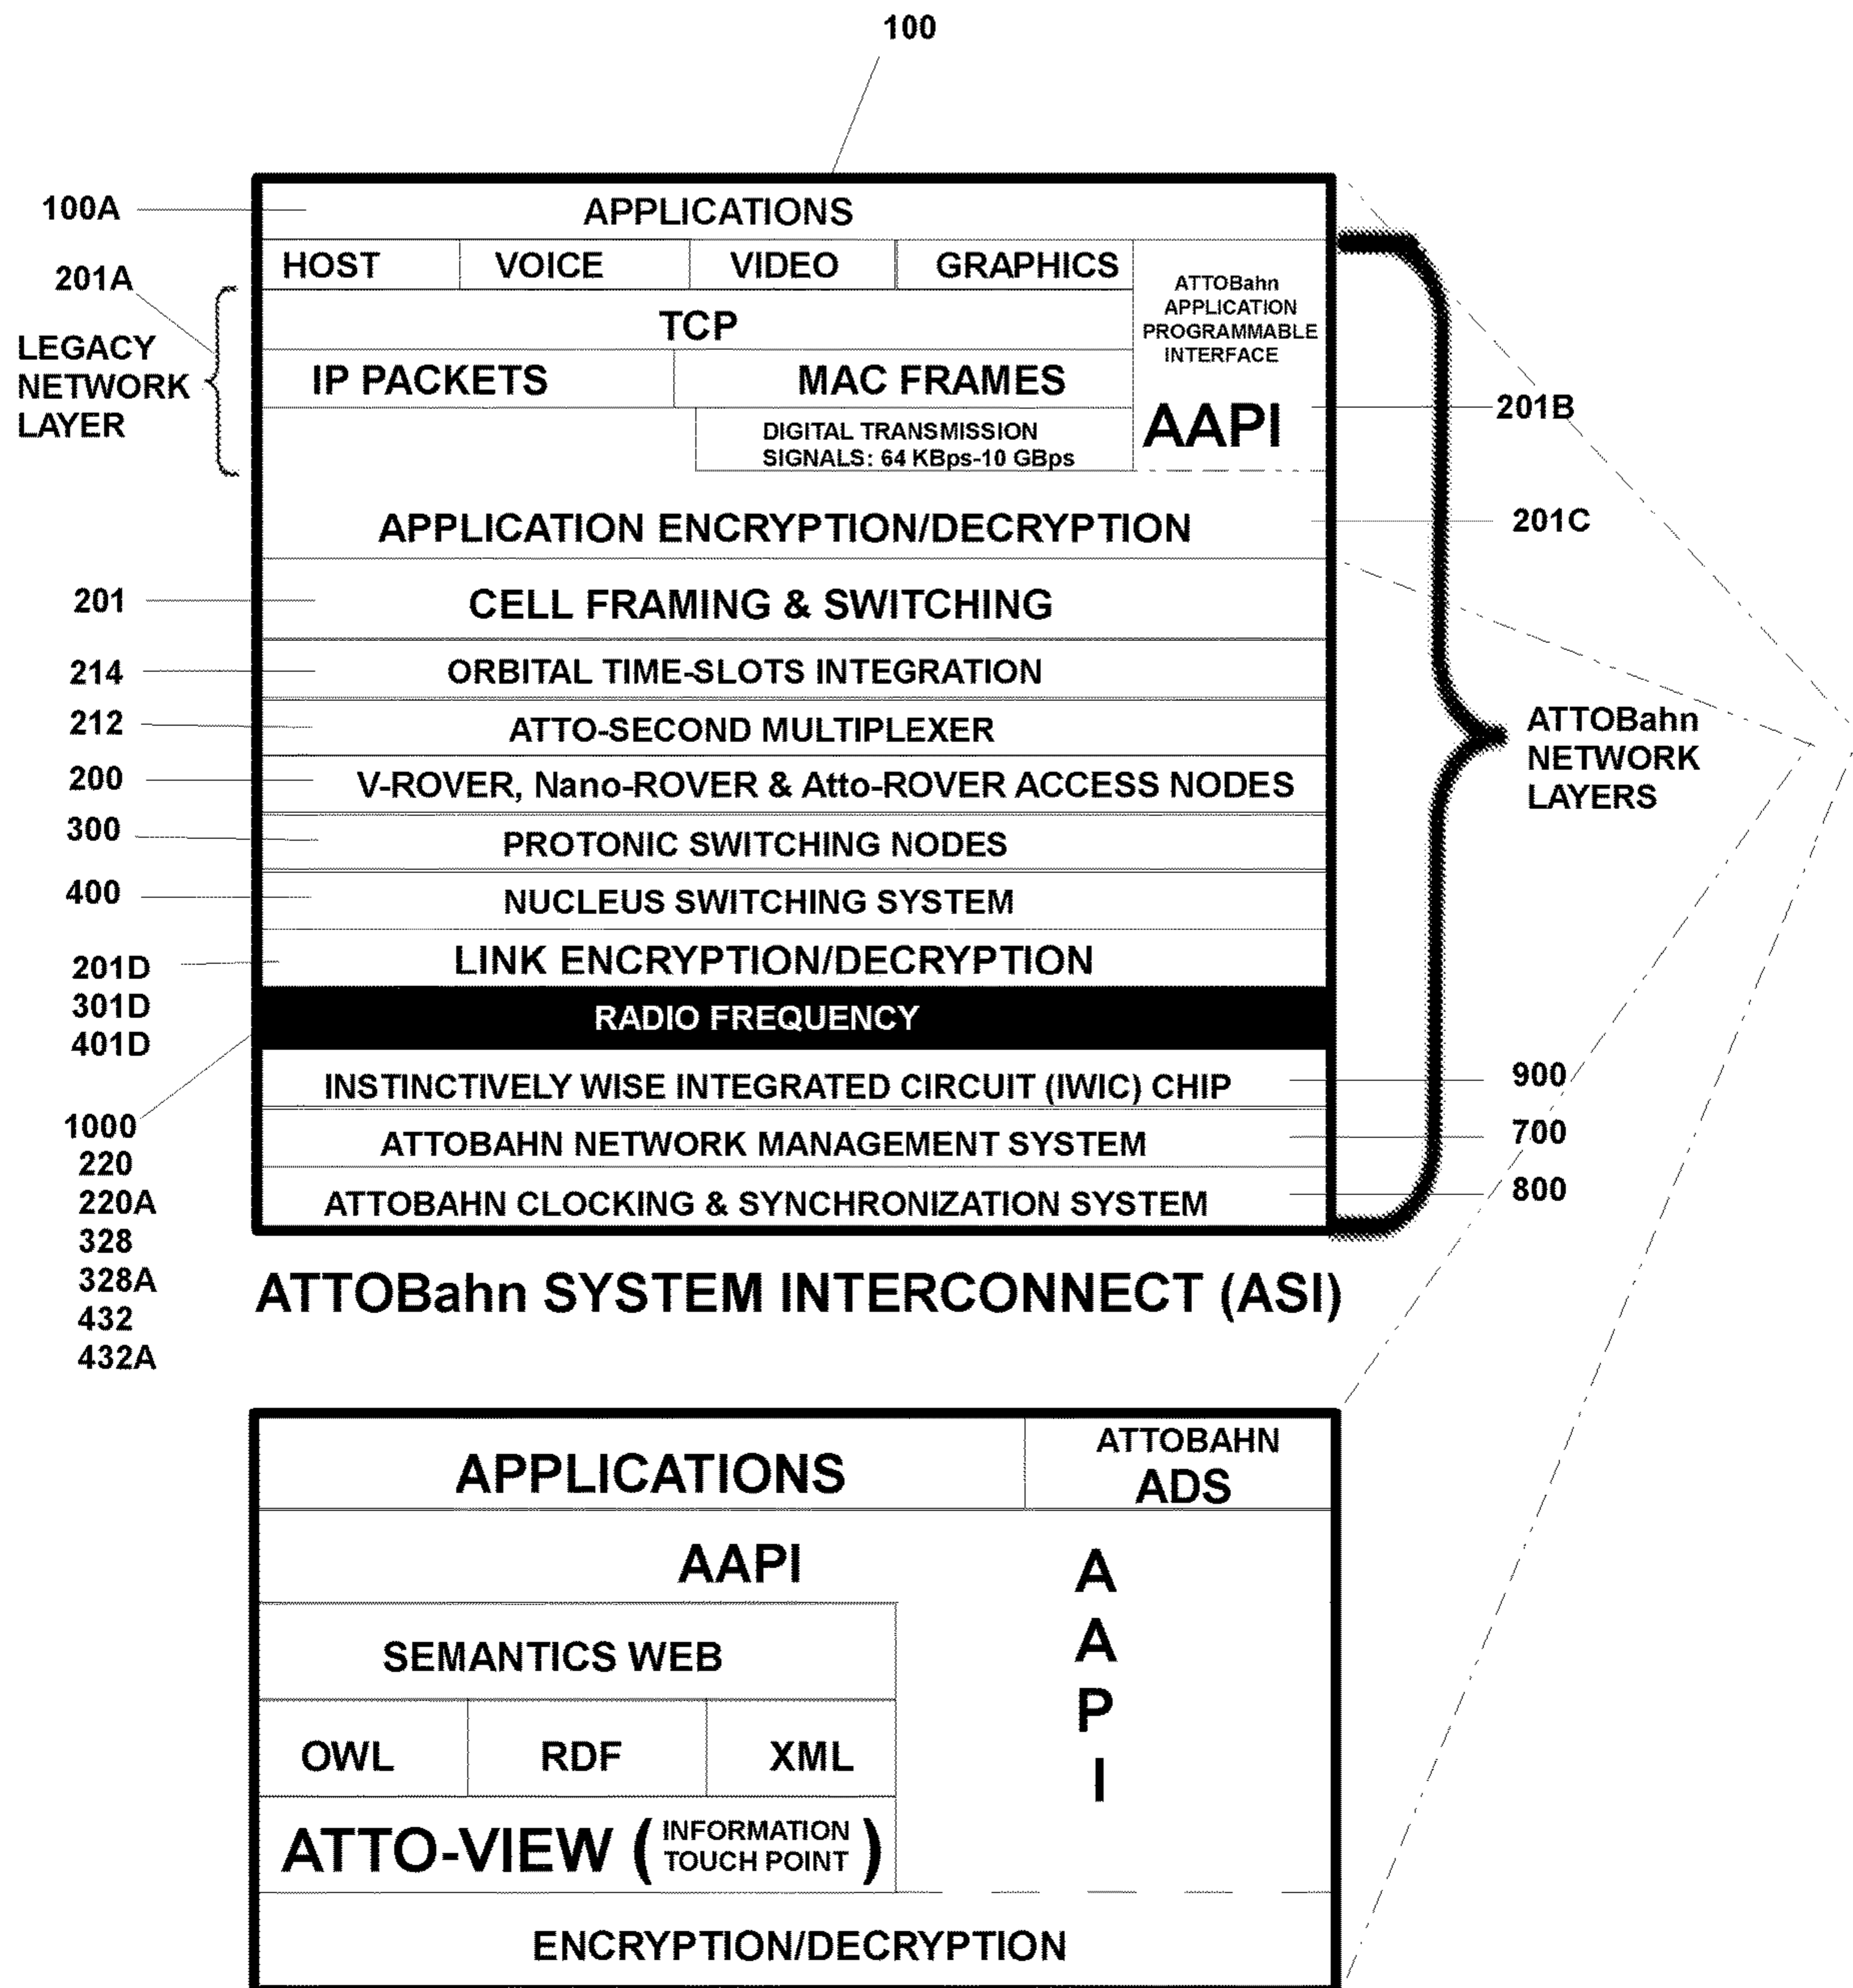 100
100A
APPLICATIONS
HOST
VOICE
VIDEO
GRAPHICS
201A
LEGACY
NETWORK
LAYER
TCP
IP PACKETS
MAC FRAMES
DIGITAL TRANSMISSION
SIGNALS: 64 KBps-10 GBps
ATTOBahn
APPLICATION
PROGRAMMABLE
INTERFACE
AAPI
201B
APPLICATION ENCRYPTION/DECRYPTION
201C
201
CELL FRAMING & SWITCHING
214
ORBITAL TIME-SLOTS INTEGRATION
212
ATTO-SECOND MULTIPLEXER
ATTOBahn
NETWORK
LAYERS
200
V-ROVER, Nano-ROVER & Atto-ROVER ACCESS NODES
300
PROTONIC SWITCHING NODES
400
NUCLEUS SWITCHING SYSTEM
201D
301D
401D
LINK ENCRYPTION/DECRYPTION
RADIO FREQUENCY
INSTINCTIVELY WISE INTEGRATED CIRCUIT (IWIC) CHIP
900
ATTOBAHN NETWORK MANAGEMENT SYSTEM
700
ATTOBAHN CLOCKING & SYNCHRONIZATION SYSTEM
800
1000
220
220A
328
328A
432
432A
ATTOBahn SYSTEM INTERCONNECT (ASI)
APPLICATIONS
ATTOBAHN
ADS
AAPI
A
A
P
I
SEMANTICS WEB
OWL
RDF
XML
ATTO-VIEW (INFORMATION
TOUCH POINT)
ENCRYPTION/DECRYPTION